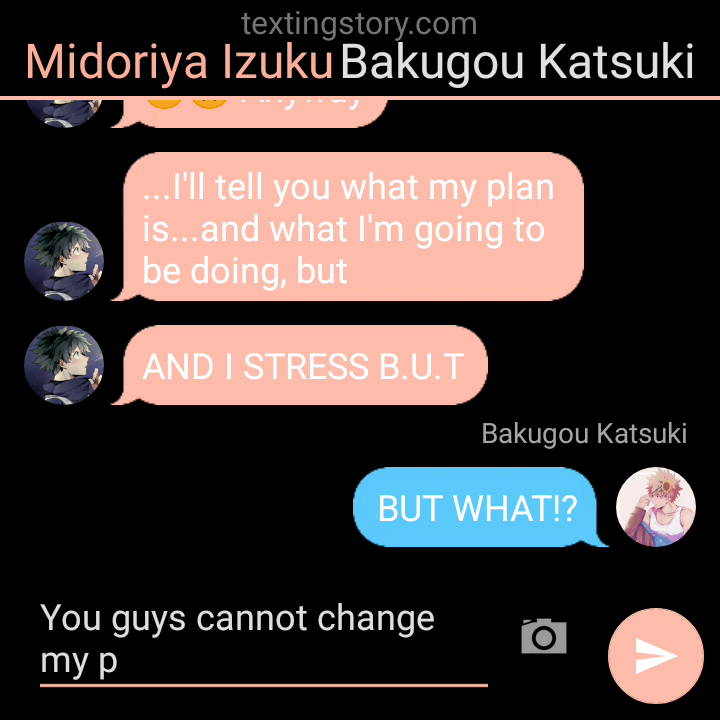 textingstory.com
Midoriya Izuku Bakugou Katsuki
Anyway
...I'll tell you what my plan
is...and what I'm going to
be doing, but
AND I STRESS B.U.T
Bakugou Katsuki
BUT WHAT!?
You guys cannot change
my p